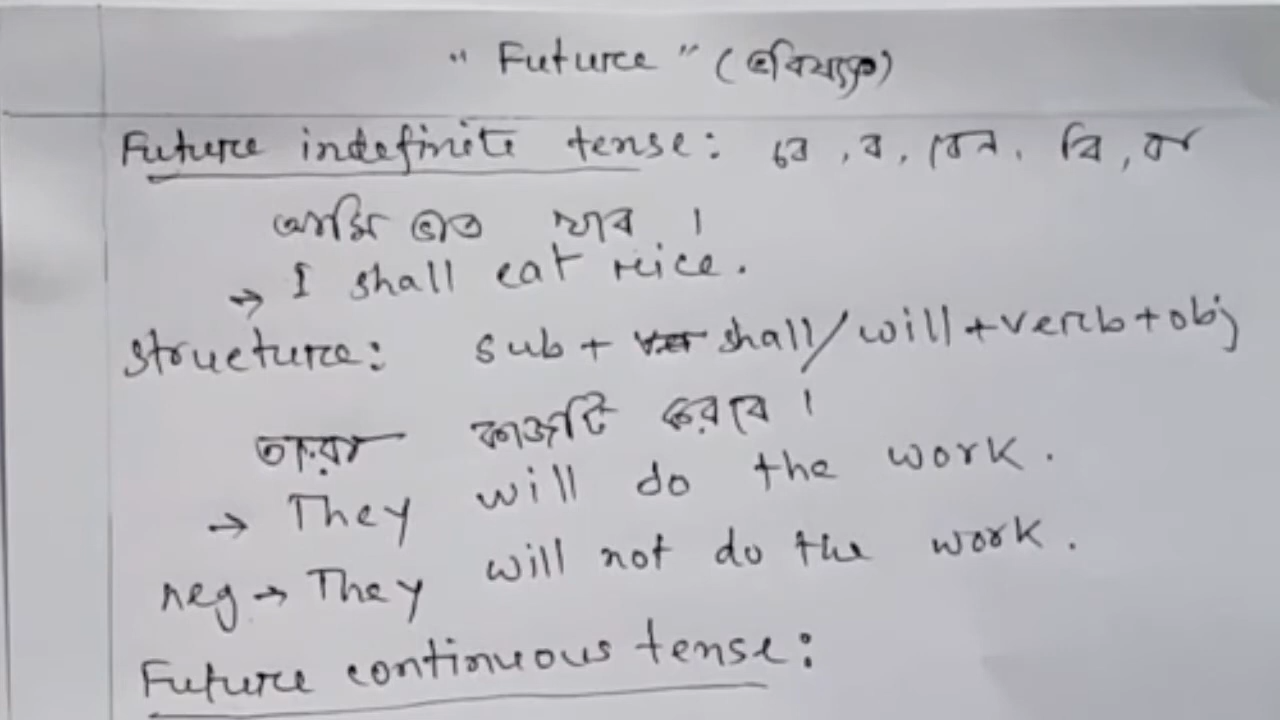 " Future " (ভবিষ্যৎ)
Future indefinite tense: বে, ব, বেন, বি, ব
আমি ভাত খাব ।
→ I shall eat rice.
structure: sub + shall/will+verb+obj
তারা কাজটি করবে ।
→ They will do the work.
neg → They will not do the work.
Future continuous tense: